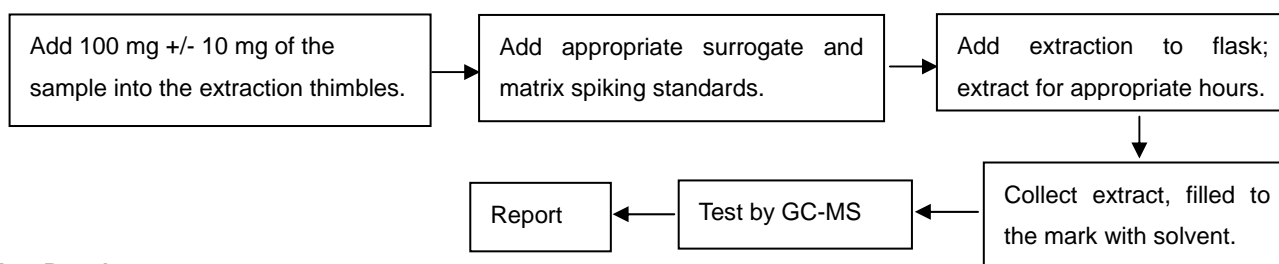 Add 100 mg +/- 10 mg of the
sample into the extraction thimbles.
Add appropriate surrogate and
matrix spiking standards.
Add extraction to flask;
extract for appropriate hours.
Collect extract, filled to
the mark with solvent.
Test by GC-MS
Report